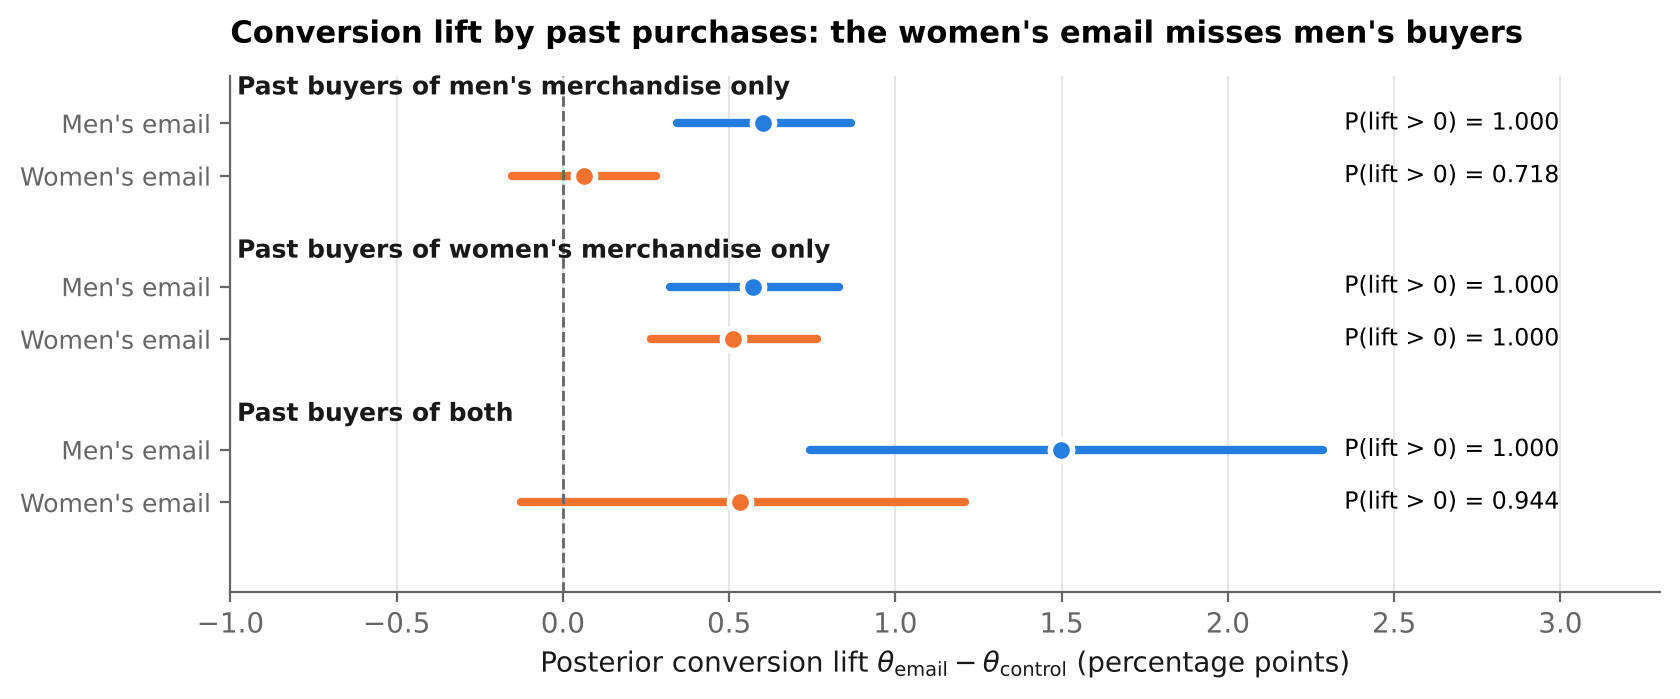 Conversion lift by past purchases: the women's email misses men's buyers
Past buyers of men's merchandise only
Men's email P(lift > 0) = 1.000
Women's email P(lift > 0) = 0.718
Past buyers of women's merchandise only
Men's email P(lift > 0) = 1.000
Women's email P(lift > 0) = 1.000
Past buyers of both
Men's email P(lift > 0) = 1.000
Women's email P(lift > 0) = 0.944
−1.0 −0.5 0.0 0.5 1.0 1.5 2.0 2.5 3.0
Posterior conversion lift θemail − θcontrol (percentage points)